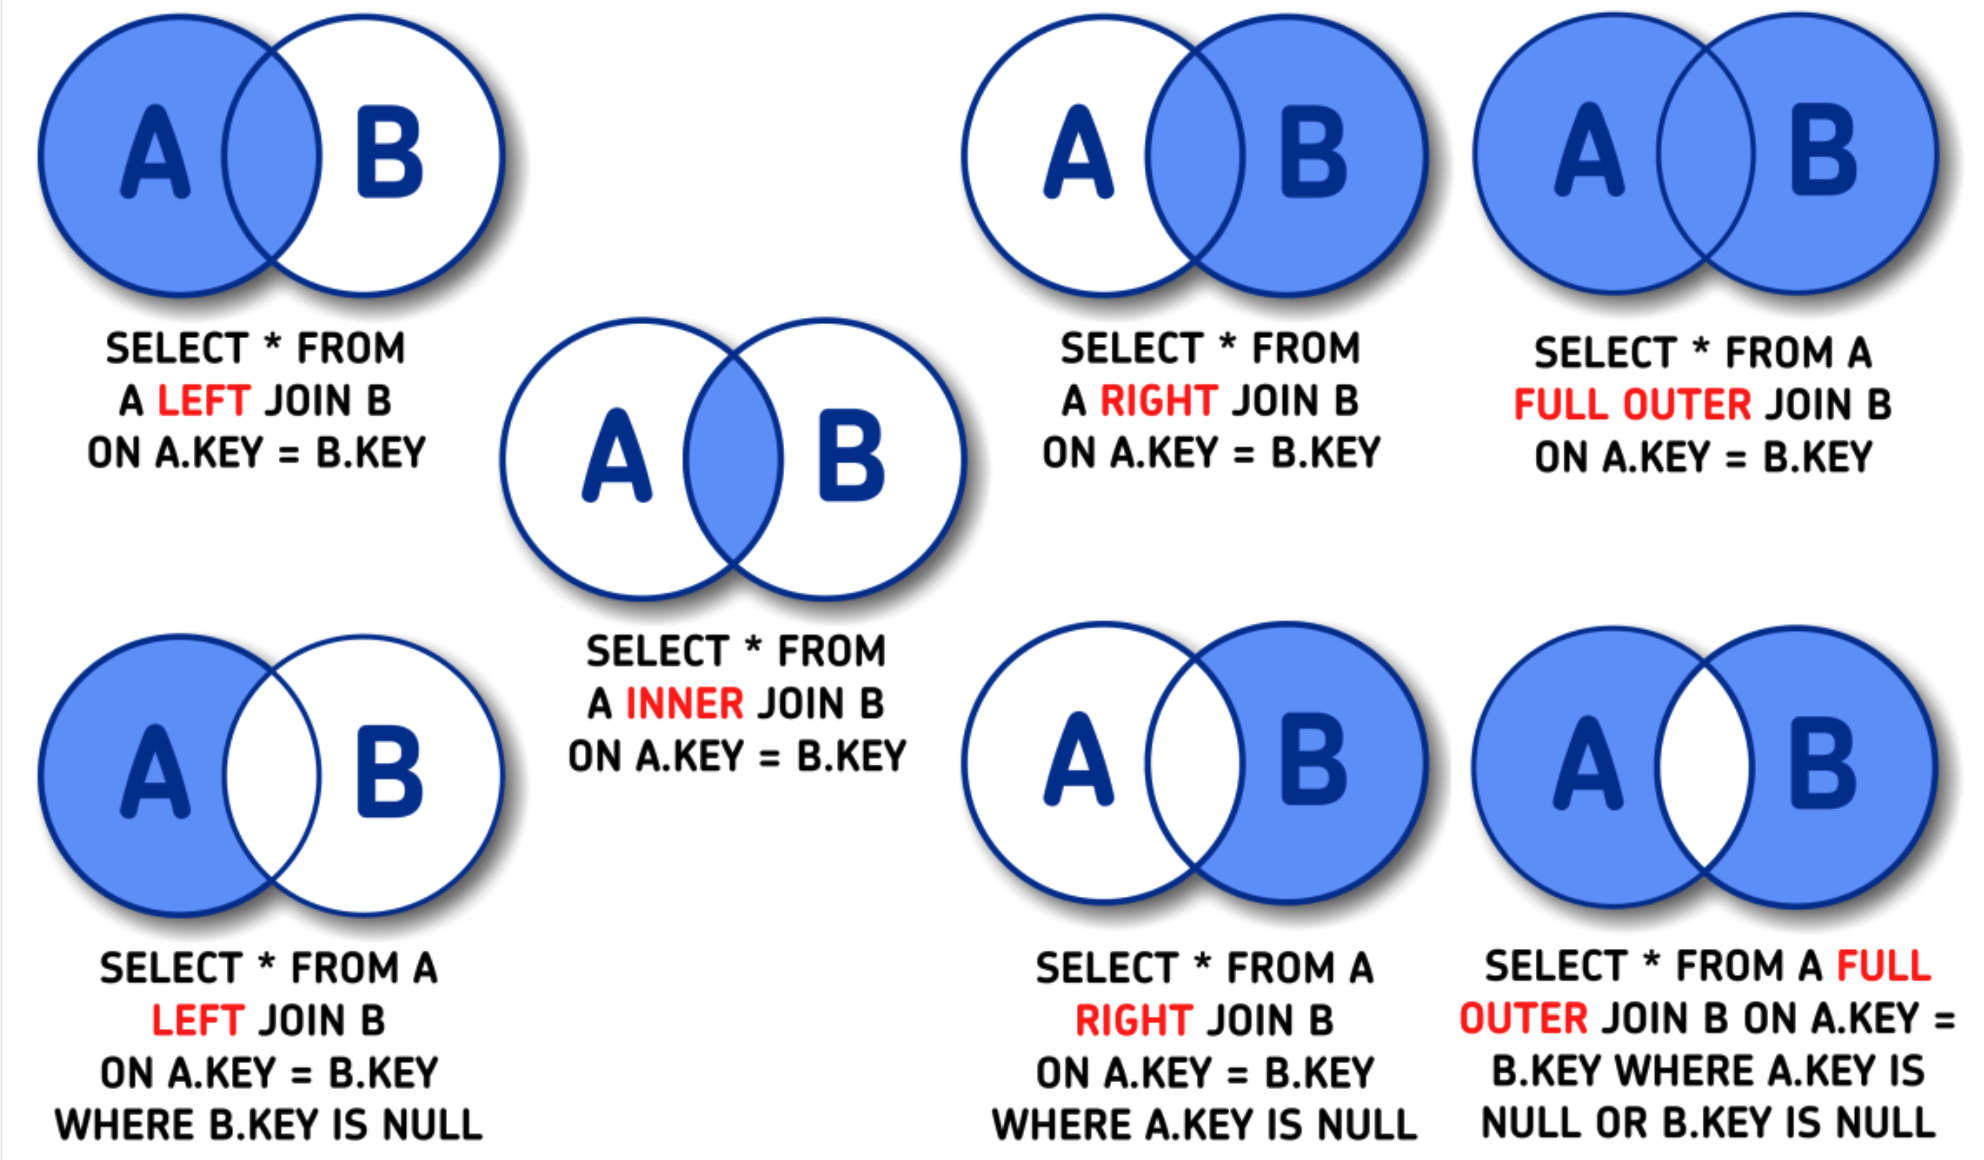 A B
SELECT * FROM
A LEFT JOIN B
ON A.KEY = B.KEY
A B
SELECT * FROM
A RIGHT JOIN B
ON A.KEY = B.KEY
A B
SELECT * FROM A
FULL OUTER JOIN B
ON A.KEY = B.KEY
A B
SELECT * FROM
A INNER JOIN B
ON A.KEY = B.KEY
A B
SELECT * FROM A
LEFT JOIN B
ON A.KEY = B.KEY
WHERE B.KEY IS NULL
A B
SELECT * FROM A
RIGHT JOIN B
ON A.KEY = B.KEY
WHERE A.KEY IS NULL
A B
SELECT * FROM A FULL
OUTER JOIN B ON A.KEY =
B.KEY WHERE A.KEY IS
NULL OR B.KEY IS NULL